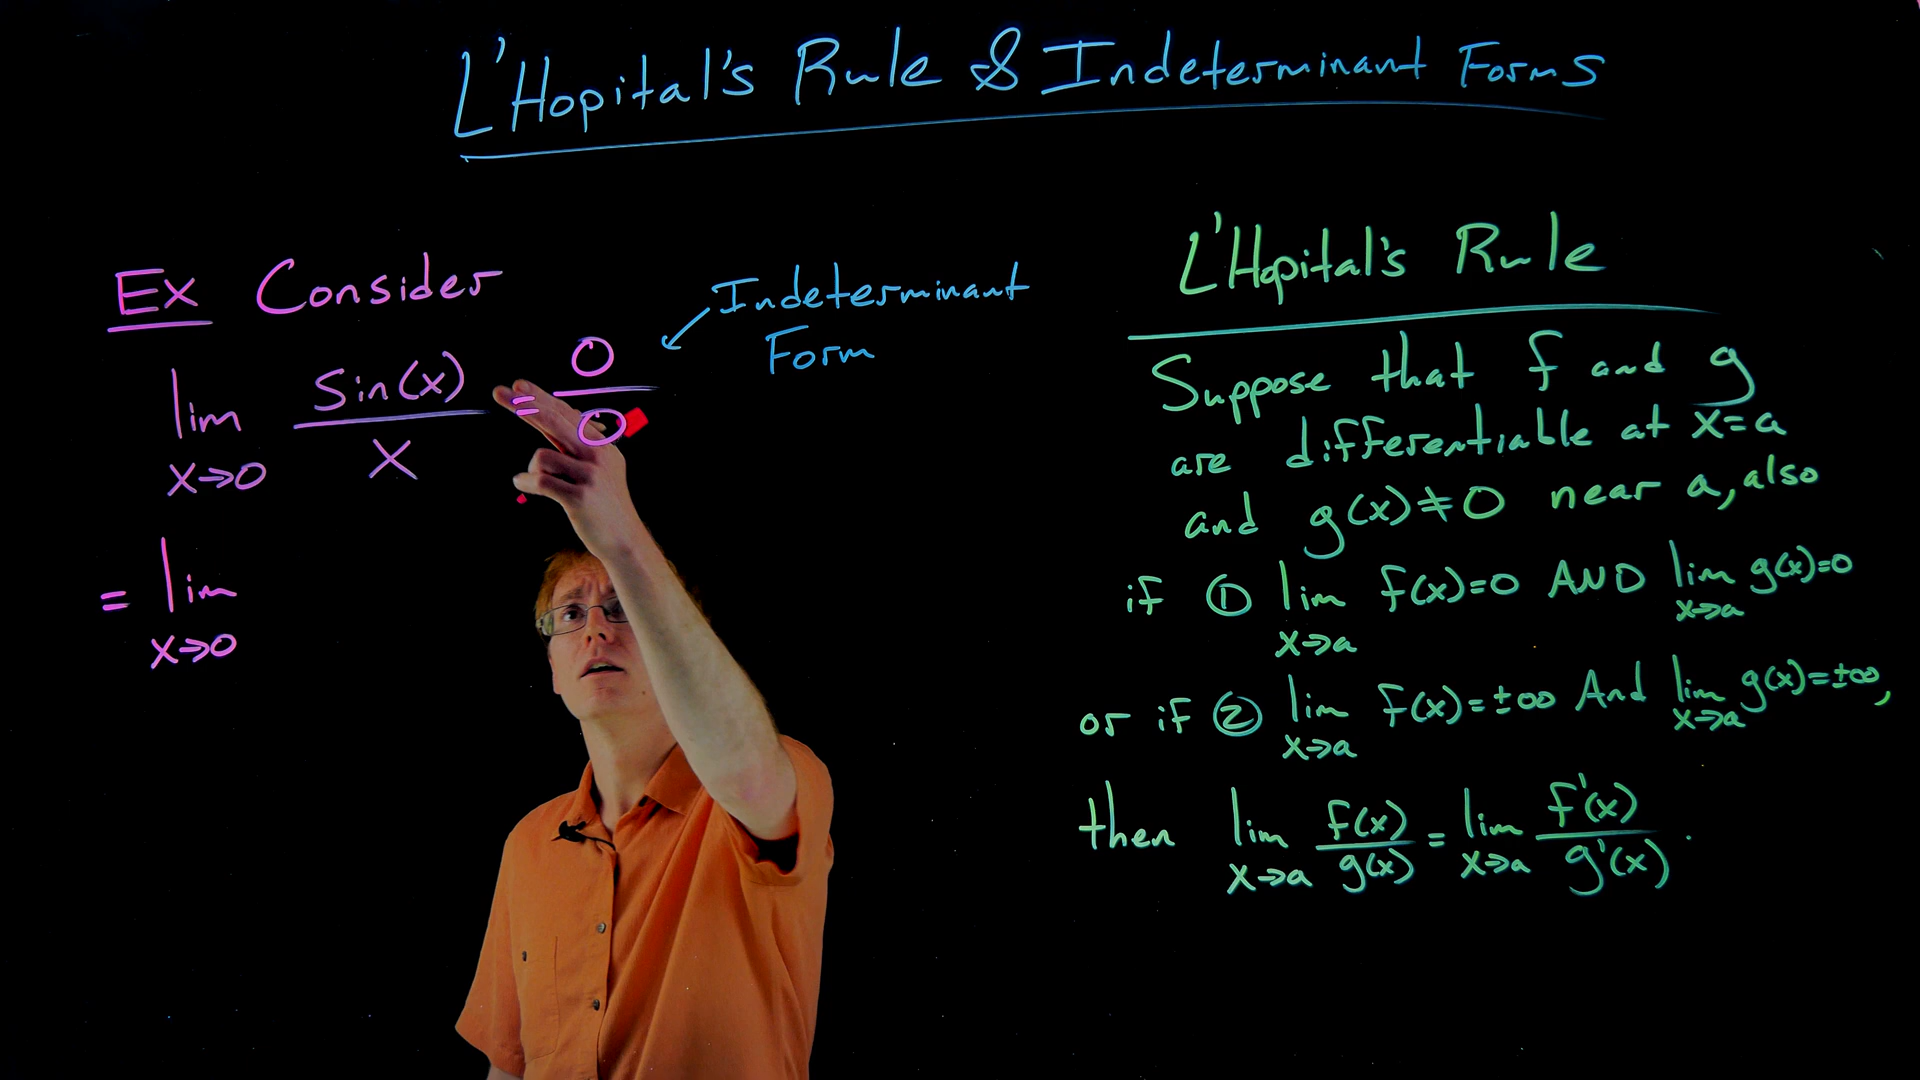 L'Hopital's Rule & Indeterminant Forms
Ex Consider
lim x→0 Sin(x)/x = 0/0
Indeterminant
Form
= lim x→0
L'Hopital's Rule
Suppose that f and g
are differentiable at x=a
and g(x)≠0 near a, also
if ① lim x→a f(x)=0 AND lim x→a g(x)=0
or if ② lim x→a f(x)=±∞ And lim x→a g(x)=±∞,
then lim x→a f(x)/g(x) = lim x→a f'(x)/g'(x).